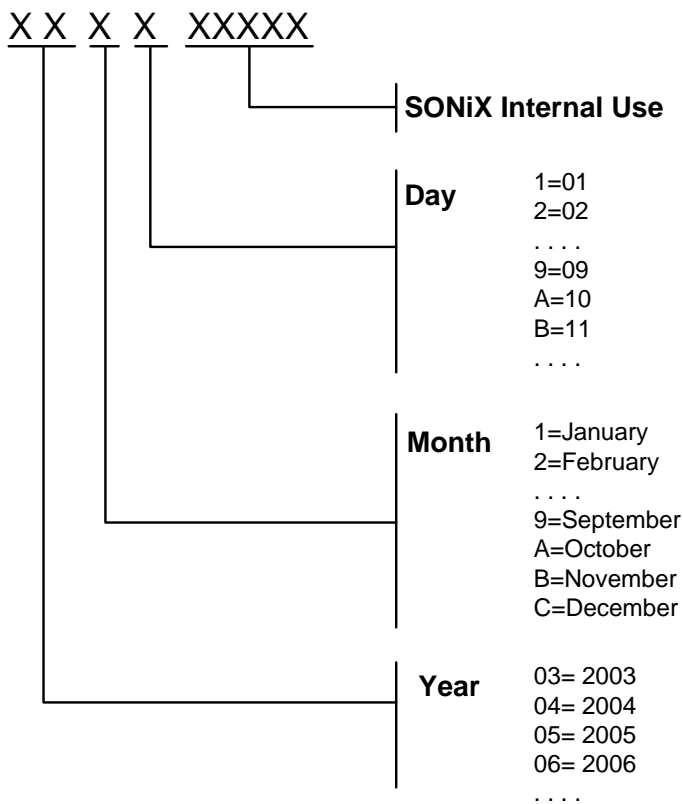 X X X X XXXXX
SONiX Internal Use
Day
1=01
2=02
. . . .
9=09
A=10
B=11
. . . .
Month
1=January
2=February
. . . .
9=September
A=October
B=November
C=December
Year
03= 2003
04= 2004
05= 2005
06= 2006
. . . .